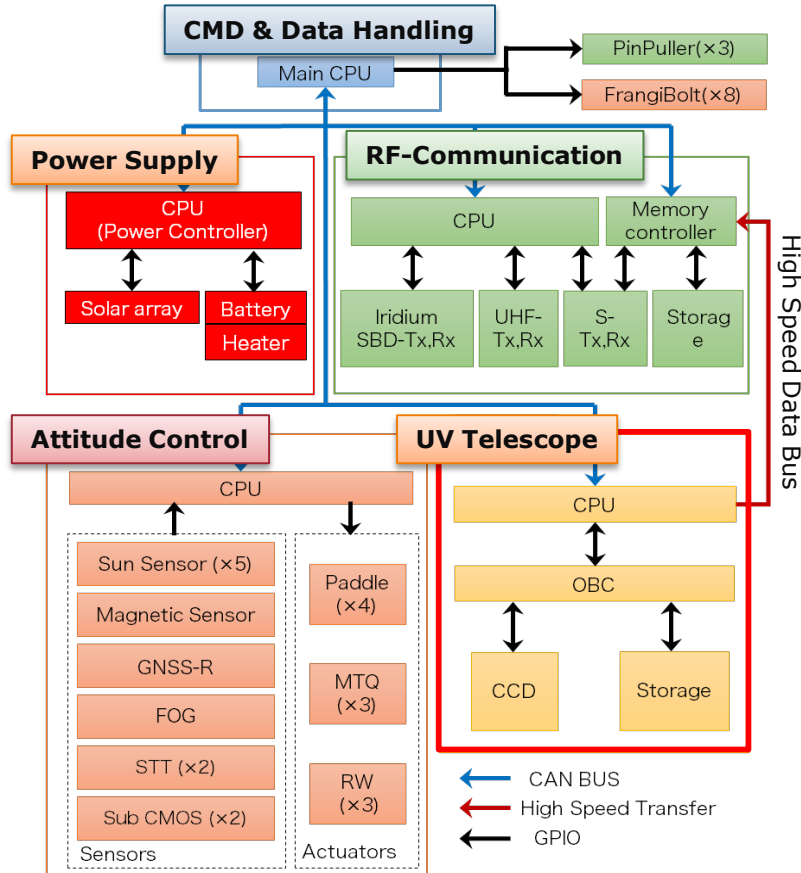 CMD & Data Handling
Main CPU
PinPuller(×3)
FrangiBolt(×8)
Power Supply
CPU
(Power Controller)
Solar array
Battery
Heater
RF-Communication
CPU
Memory
controller
Iridium
SBD-Tx,Rx
UHF-
Tx,Rx
S-
Tx,Rx
Storag
e
High Speed Data Bus
Attitude Control
CPU
Sun Sensor (×5)
Magnetic Sensor
GNSS-R
FOG
STT (×2)
Sub CMOS (×2)
Sensors
Paddle
(×4)
MTQ
(×3)
RW
(×3)
Actuators
UV Telescope
CPU
OBC
CCD
Storage
CAN BUS
High Speed Transfer
GPIO